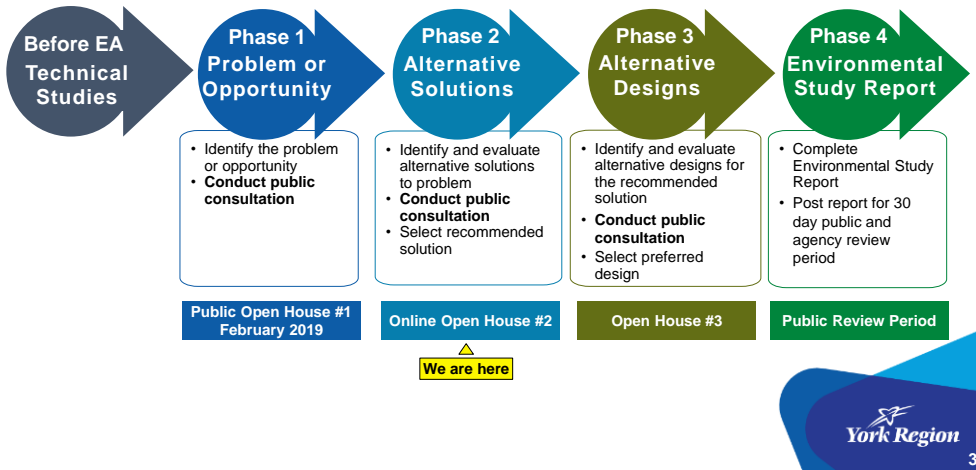 Before EA
Technical
Studies
Phase 1
Problem or
Opportunity
Phase 2
Alternative
Solutions
Phase 3
Alternative
Designs
Phase 4
Environmental
Study Report
• Identify the problem
or opportunity
• Conduct public
consultation
• Identify and evaluate
alternative solutions
to problem
• Conduct public
consultation
• Select recommended
solution
• Identify and evaluate
alternative designs for
the recommended
solution
• Conduct public
consultation
• Select preferred
design
• Complete
Environmental Study
Report
• Post report for 30
day public and
agency review
period
Public Open House #1
February 2019
Online Open House #2
Open House #3
Public Review Period
We are here
York Region
3